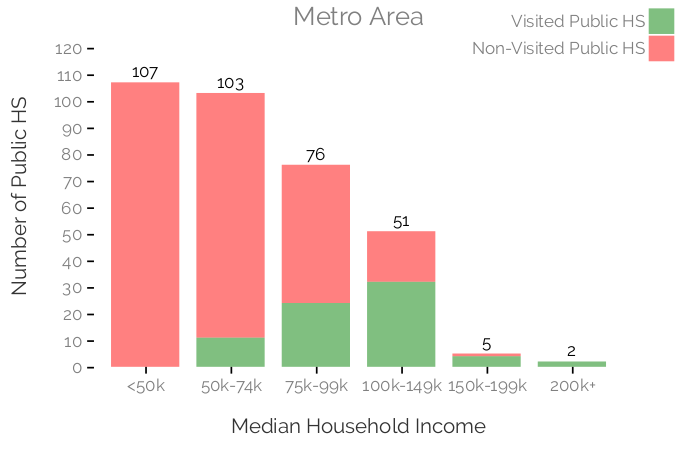 Metro Area
Visited Public HS
Non-Visited Public HS
Number of Public HS
120
110
100
90
80
70
60
50
40
30
20
10
0
107
103
76
51
5
2
<50k
50k-74k
75k-99k
100k-149k
150k-199k
200k+
Median Household Income